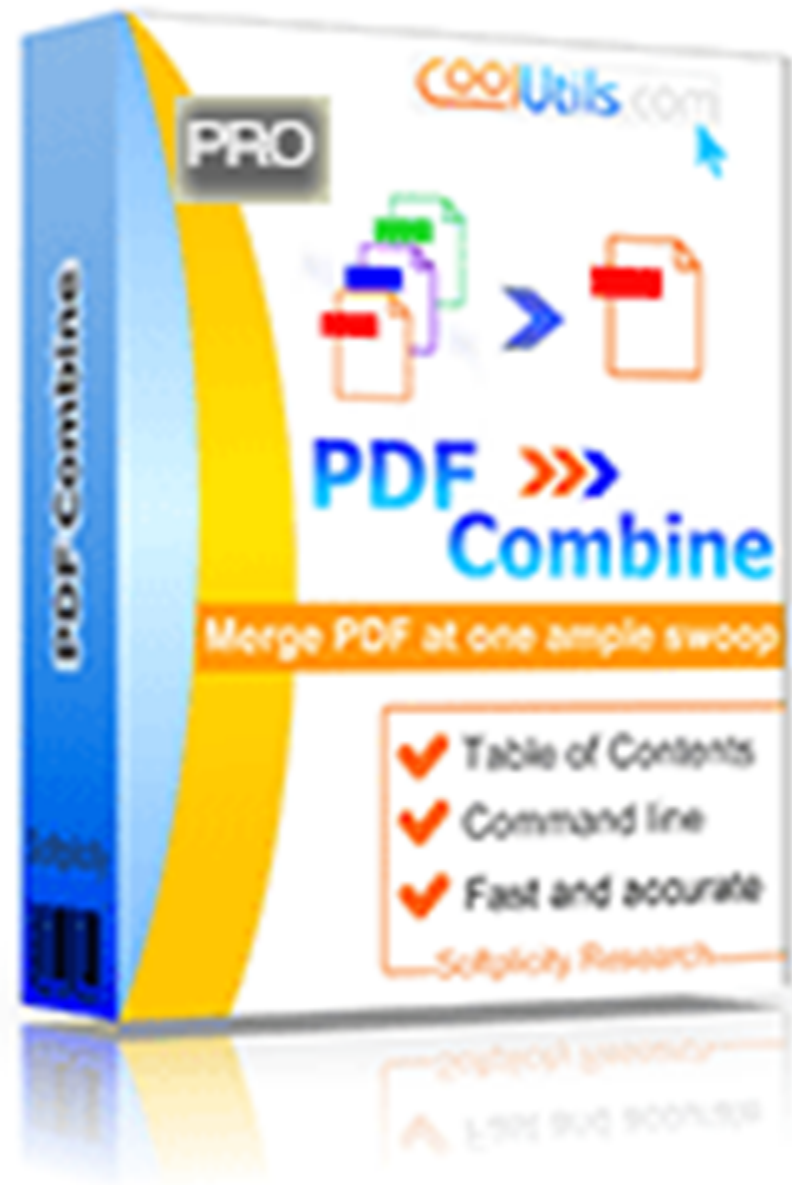 CoolUtils.com
PRO
PDF
Combine
Merge PDF at one ample swoop
Table of Contents
Command line
Fast and accurate
Softplicity Research
PDF Combine
Softplicity